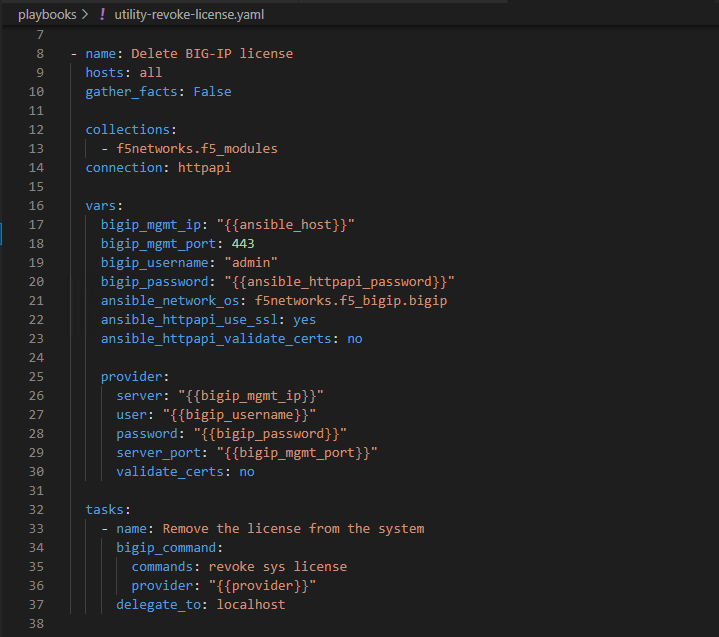 playbooks > ! utility-revoke-license.yaml
7
8 - name: Delete BIG-IP license
9   hosts: all
10   gather_facts: False
11
12   collections:
13     - f5networks.f5_modules
14   connection: httpapi
15
16   vars:
17     bigip_mgmt_ip: "{{ansible_host}}"
18     bigip_mgmt_port: 443
19     bigip_username: "admin"
20     bigip_password: "{{ansible_httpapi_password}}"
21     ansible_network_os: f5networks.f5_bigip.bigip
22     ansible_httpapi_use_ssl: yes
23     ansible_httpapi_validate_certs: no
24
25     provider:
26       server: "{{bigip_mgmt_ip}}"
27       user: "{{bigip_username}}"
28       password: "{{bigip_password}}"
29       server_port: "{{bigip_mgmt_port}}"
30       validate_certs: no
31
32   tasks:
33     - name: Remove the license from the system
34       bigip_command:
35         commands: revoke sys license
36         provider: "{{provider}}"
37       delegate_to: localhost
38